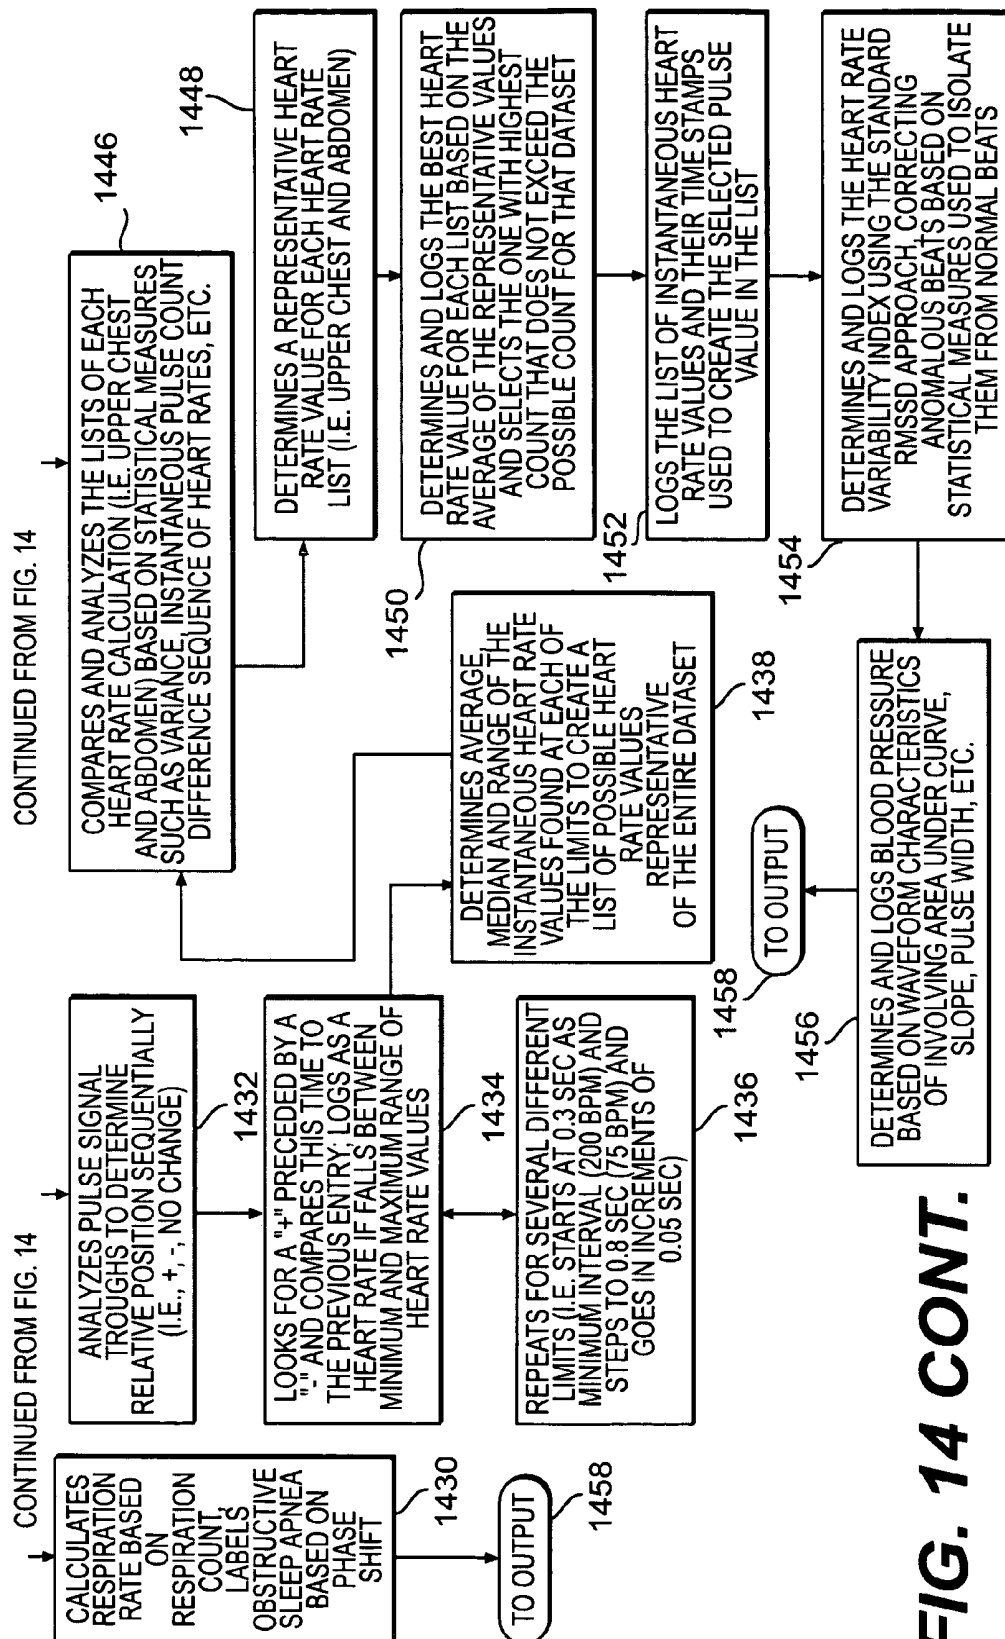 CONTINUED FROM FIG. 14
CALCULATES
RESPIRATION
RATE BASED
ON
RESPIRATION
COUNT,
LABELS
OBSTRUCTIVE
SLEEP APNEA
BASED ON
PHASE
SHIFT
1430
TO OUTPUT
1458
ANALYZES PULSE SIGNAL
TROUGHS TO DETERMINE
RELATIVE POSITION SEQUENTIALLY
(I.E., +, -, NO CHANGE)
1432
LOOKS FOR A "+" PRECEDED BY A
"-" AND COMPARES THIS TIME TO
THE PREVIOUS ENTRY; LOGS AS A
HEART RATE IF FALLS BETWEEN
MINIMUM AND MAXIMUM RANGE OF
HEART RATE VALUES
1434
REPEATS FOR SEVERAL DIFFERENT
LIMITS (I.E. STARTS AT 0.3 SEC AS
MINIMUM INTERVAL (200 BPM) AND
STEPS TO 0.8 SEC (75 BPM) AND
GOES IN INCREMENTS OF
0.05 SEC)
1436
CONTINUED FROM FIG. 14
COMPARES AND ANALYZES THE LISTS OF EACH
HEART RATE CALCULATION (I.E. UPPER CHEST
AND ABDOMEN) BASED ON STATISTICAL MEASURES
SUCH AS VARIANCE, INSTANTANEOUS PULSE COUNT
DIFFERENCE SEQUENCE OF HEART RATES, ETC.
1446
DETERMINES AVERAGE,
MEDIAN AND RANGE OF THE
INSTANTANEOUS HEART RATE
VALUES FOUND AT EACH OF
THE LIMITS TO CREATE A
LIST OF POSSIBLE HEART
RATE VALUES
REPRESENTATIVE
OF THE ENTIRE DATASET
1438
DETERMINES A REPRESENTATIVE HEART
RATE VALUE FOR EACH HEART RATE
LIST (I.E. UPPER CHEST AND ABDOMEN)
1448
DETERMINES AND LOGS THE BEST HEART
RATE VALUE FOR EACH LIST BASED ON THE
AVERAGE OF THE REPRESENTATIVE VALUES
AND SELECTS THE ONE WITH HIGHEST
COUNT THAT DOES NOT EXCEED THE
POSSIBLE COUNT FOR THAT DATASET
1450
LOGS THE LIST OF INSTANTANEOUS HEART
RATE VALUES AND THEIR TIME STAMPS
USED TO CREATE THE SELECTED PULSE
VALUE IN THE LIST
1452
DETERMINES AND LOGS THE HEART RATE
VARIABILITY INDEX USING THE STANDARD
RMSSD APPROACH, CORRECTING
ANOMALOUS BEATS BASED ON
STATISTICAL MEASURES USED TO ISOLATE
THEM FROM NORMAL BEATS
1454
DETERMINES AND LOGS BLOOD PRESSURE
BASED ON WAVEFORM CHARACTERISTICS
OF INVOLVING AREA UNDER CURVE,
SLOPE, PULSE WIDTH, ETC.
1456
TO OUTPUT
1458
FIG. 14 CONT.